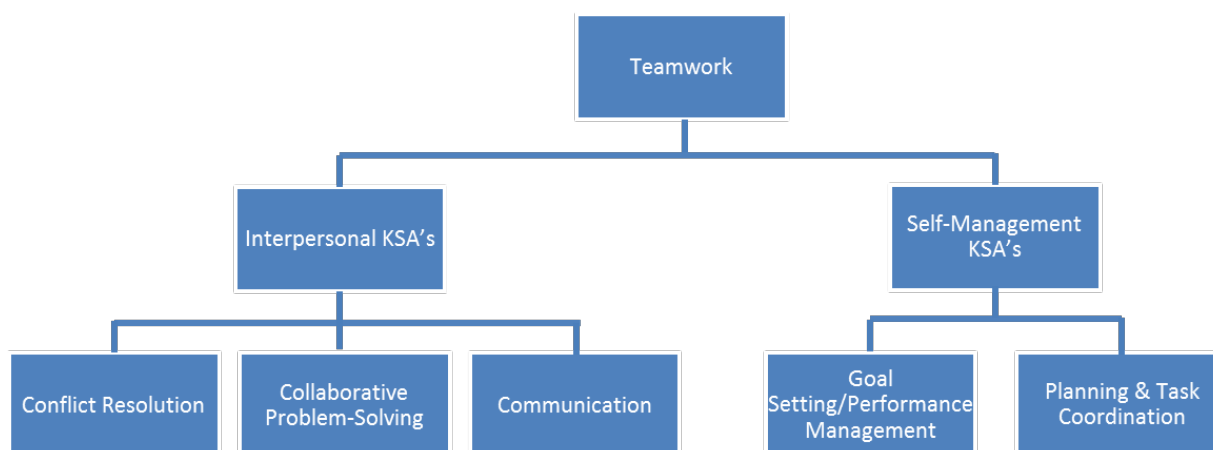 Teamwork
Interpersonal KSA’s
Self-Management
KSA’s
Conflict Resolution
Collaborative
Problem-Solving
Communication
Goal
Setting/Performance
Management
Planning & Task
Coordination